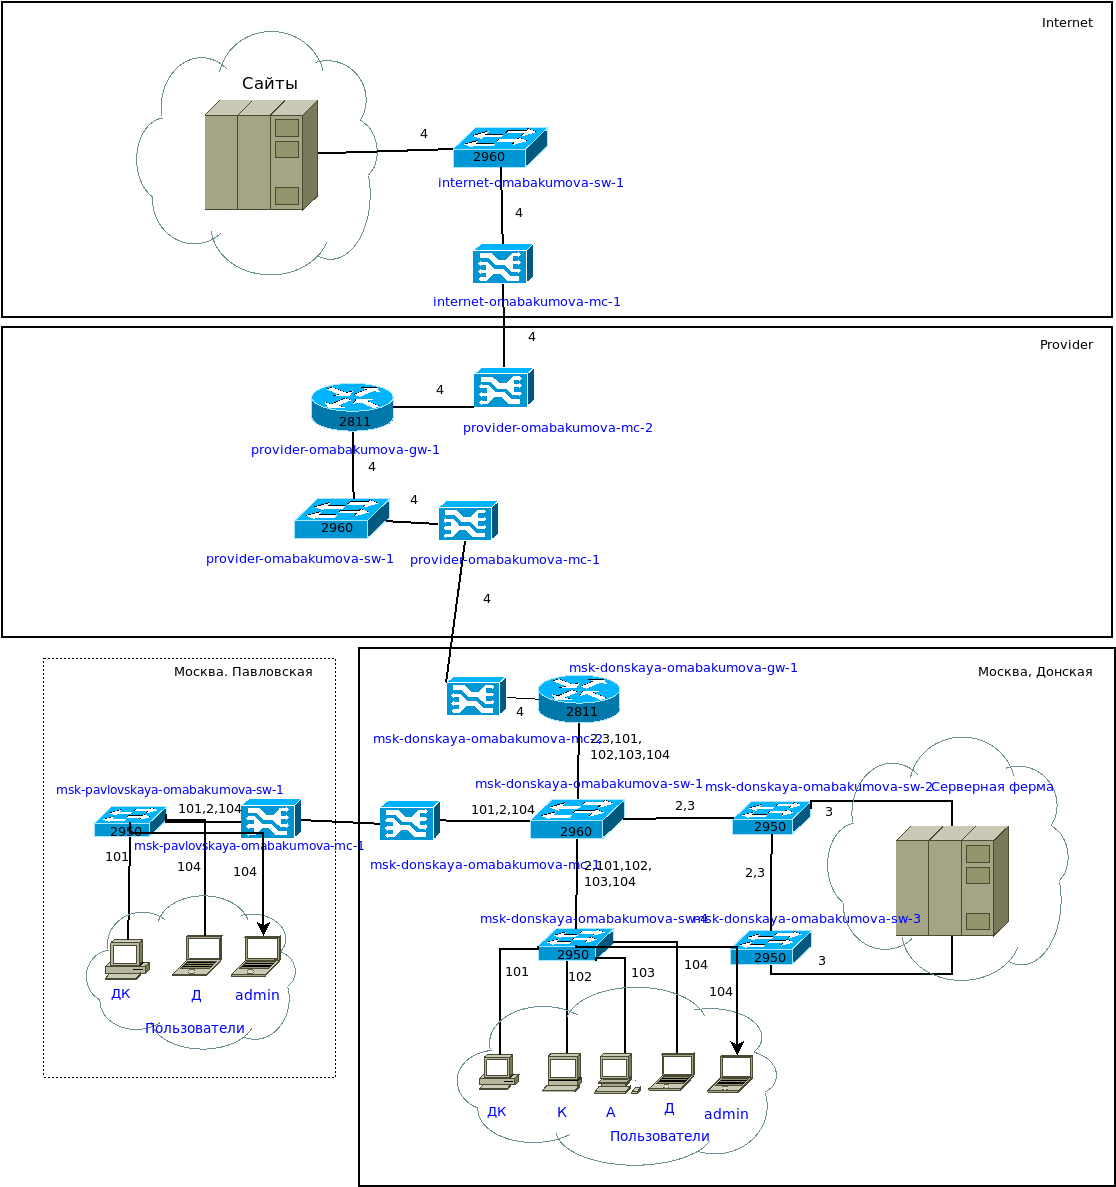 Internet
Сайты
4
2960
internet-omabakumova-sw-1
4
internet-omabakumova-mc-1
4
Provider
4
2811
provider-omabakumova-mc-2
provider-omabakumova-gw-1
4
4
2960
provider-omabakumova-sw-1
provider-omabakumova-mc-1
4
Москва. Павловская
msk-donskaya-omabakumova-gw-1
Москва, Донская
4
2811
msk-donskaya-omabakumova-mc-2
2,3,101,
102,103,104
msk-pavlovskaya-omabakumova-sw-1
101,2,104
2950
msk-pavlovskaya-omabakumova-mc-1
101
104
104
ДК
Д
admin
Пользователи
msk-donskaya-omabakumova-sw-1
101,2,104
2960
msk-donskaya-omabakumova-mc-1
2,3
msk-donskaya-omabakumova-sw-2
Серверная ферма
3
2950
2,101,102,
103,104
2,3
msk-donskaya-omabakumova-sw-4
msk-donskaya-omabakumova-sw-3
2950
2950
3
101
102
103
104
104
ДК
К
А
Д
admin
Пользователи